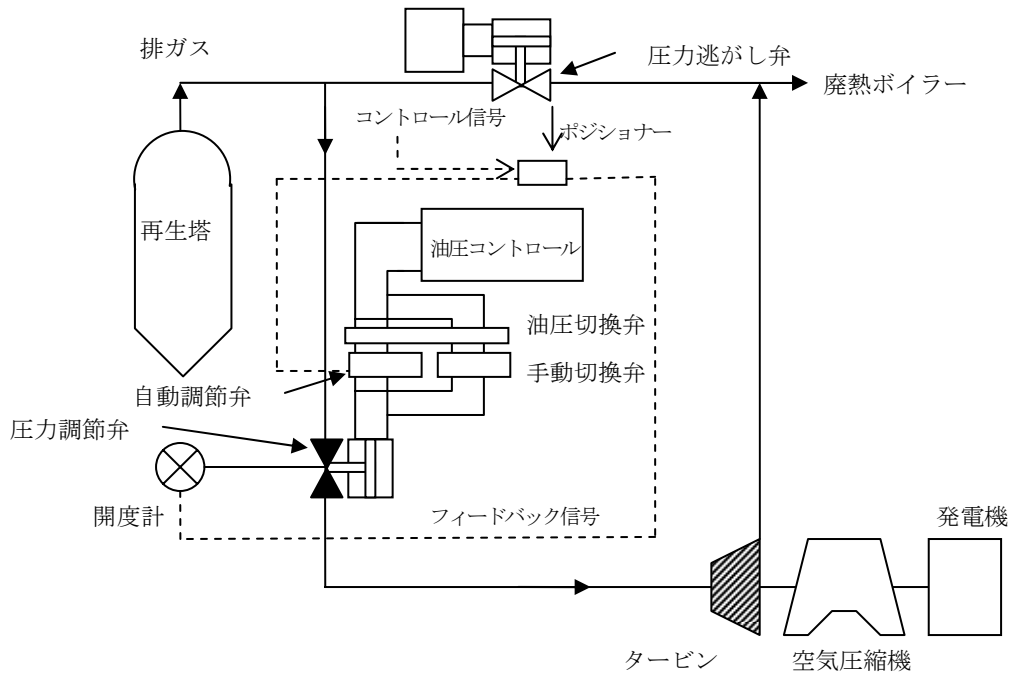 排ガス
圧力逃がし弁
廃熱ボイラー
コントロール信号
ポジショナー
再生塔
油圧コントロール
油圧切換弁
手動切換弁
自動調節弁
圧力調節弁
開度計
フィードバック信号
発電機
タービン
空気圧縮機